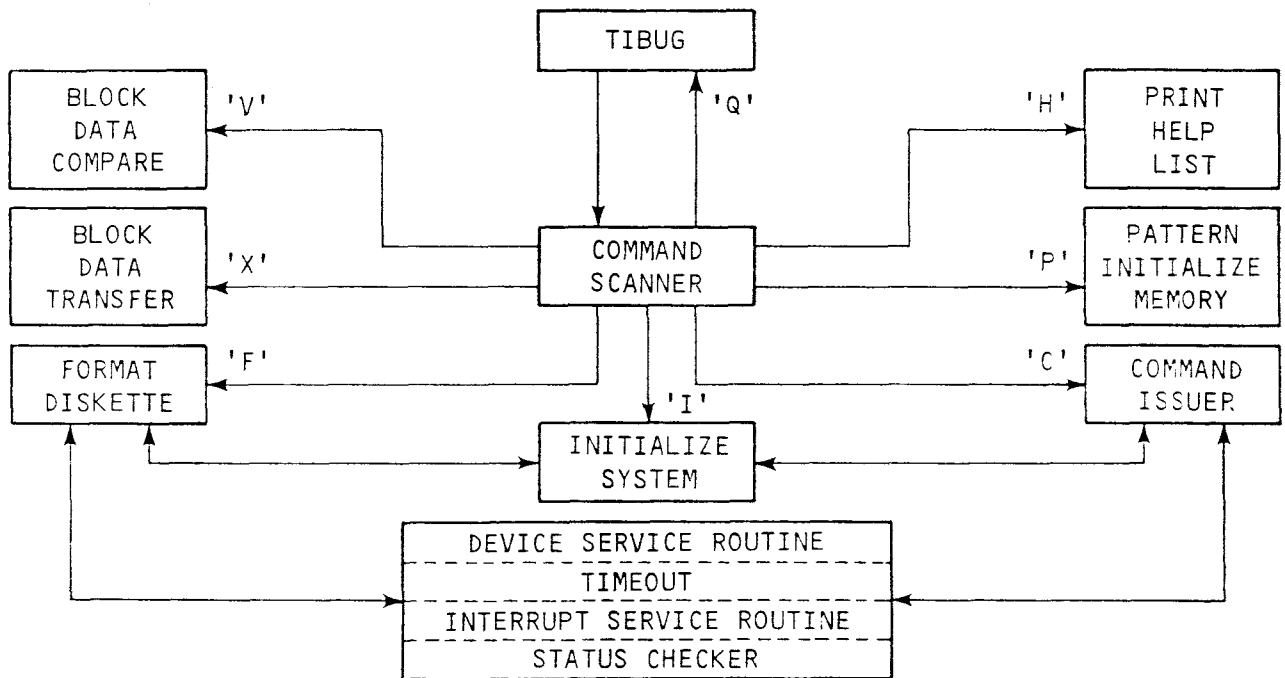 TIBUG
BLOCK
DATA
COMPARE
'V'
'Q'
'H'
PRINT
HELP
LIST
BLOCK
DATA
TRANSFER
'X'
COMMAND
SCANNER
'P'
PATTERN
INITIALIZE
MEMORY
FORMAT
DISKETTE
'F'
'I'
'C'
COMMAND
ISSUER
INITIALIZE
SYSTEM
DEVICE SERVICE ROUTINE
TIMEOUT
INTERRUPT SERVICE ROUTINE
STATUS CHECKER